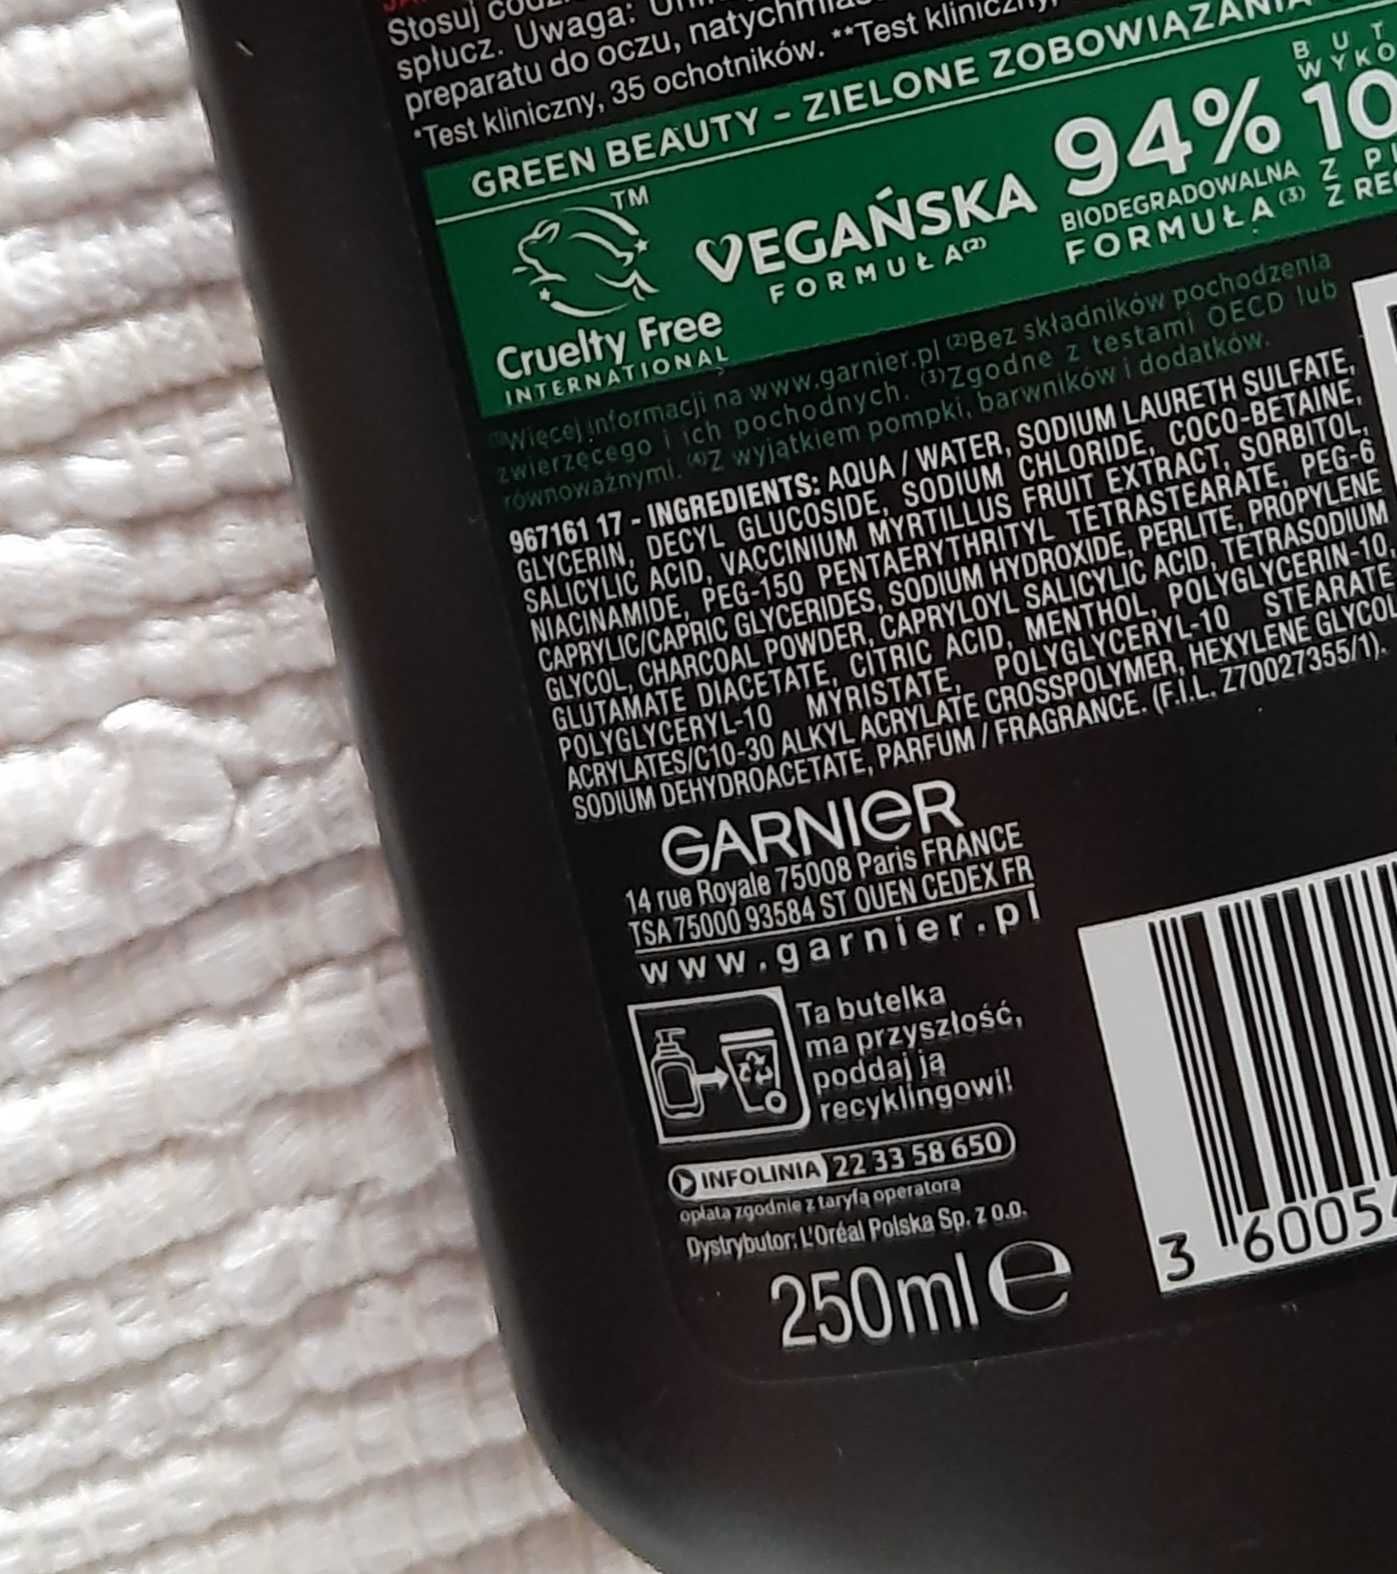 Stosuj
spłucz. Uwaga:
preparatu do oczu,
*Test kliniczny, 35 ochotników. **Test
GREEN BEAUTY - ZIELONE ZOBOWIĄZANIA
TM
Cruelty Free
INTERNATIONAL
VEGAŃSKA
FORMUŁA(2)
94%
BIODEGRADOWALNA
FORMUŁA(3)
Więcej informacji na www.garnier.pl (2)Bez składników pochodzenia
zwierzęcego i ich pochodnych. (3)Zgodne z testami OECD lub
równoważnymi. (4)Z wyjątkiem pompki, barwników i dodatków.
967161 17 - INGREDIENTS: AQUA / WATER, SODIUM LAURETH SULFATE,
GLYCERIN, DECYL GLUCOSIDE, SODIUM CHLORIDE, COCO-BETAINE,
SALICYLIC ACID, VACCINIUM MYRTILLUS FRUIT EXTRACT, SORBITOL,
NIACINAMIDE, PEG-150 PENTAERYTHRITYL TETRASTEARATE, PEG-6
CAPRYLIC/CAPRIC GLYCERIDES, SODIUM HYDROXIDE, PERLITE, PROPYLENE
GLYCOL, CHARCOAL POWDER, CAPRYLOYL SALICYLIC ACID, TETRASODIUM
GLUTAMATE DIACETATE, CITRIC ACID, MENTHOL, POLYGLYCERIN-10,
POLYGLYCERYL-10 MYRISTATE, POLYGLYCERYL-10 STEARATE,
ACRYLATES/C10-30 ALKYL ACRYLATE CROSSPOLYMER, HEXYLENE GLYCOL,
SODIUM DEHYDROACETATE, PARFUM / FRAGRANCE. (F.I.L. Z70027355/1).
GARNIER
14 rue Royale 75008 Paris FRANCE
TSA 75000 93584 ST OUEN CEDEX FR
www.garnier.pl
Ta butelka
ma przyszłość,
poddaj ją
recyklingowi!
INFOLINIA 22 33 58 650
opłata zgodnie z taryfą operatora
Dystrybutor: L'Oréal Polska Sp. z o.o.
250ml e
3 6005